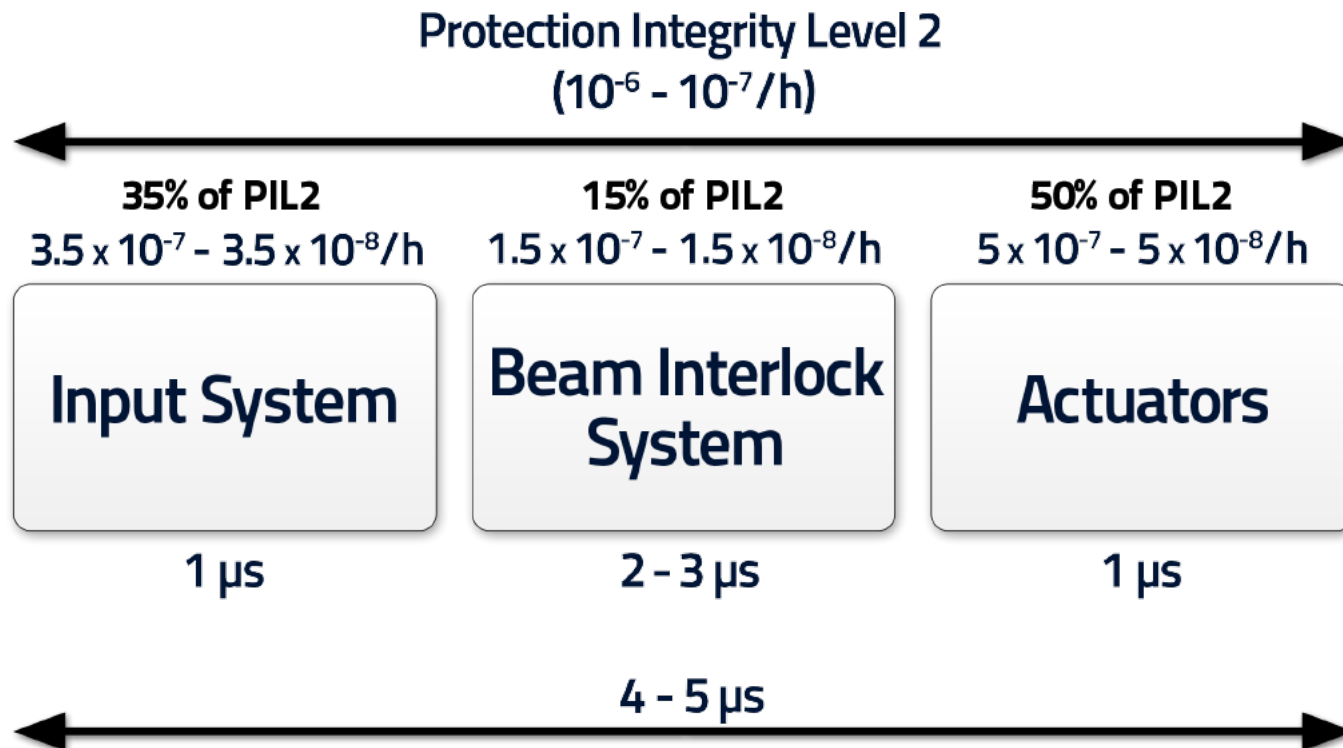 Protection Integrity Level 2
(10⁻⁶ - 10⁻⁷/h)
35% of PIL2
3.5 x 10⁻⁷ - 3.5 x 10⁻⁸/h
15% of PIL2
1.5 x 10⁻⁷ - 1.5 x 10⁻⁸/h
50% of PIL2
5 x 10⁻⁷ - 5 x 10⁻⁸/h
Input System
Beam Interlock
System
Actuators
1 µs
2 - 3 µs
1 µs
4 - 5 µs